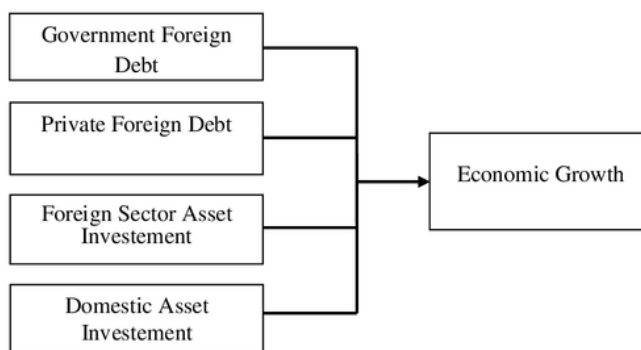 Government Foreign
Debt
Private Foreign Debt
Foreign Sector Asset
Investement
Domestic Asset
Investement
Economic Growth